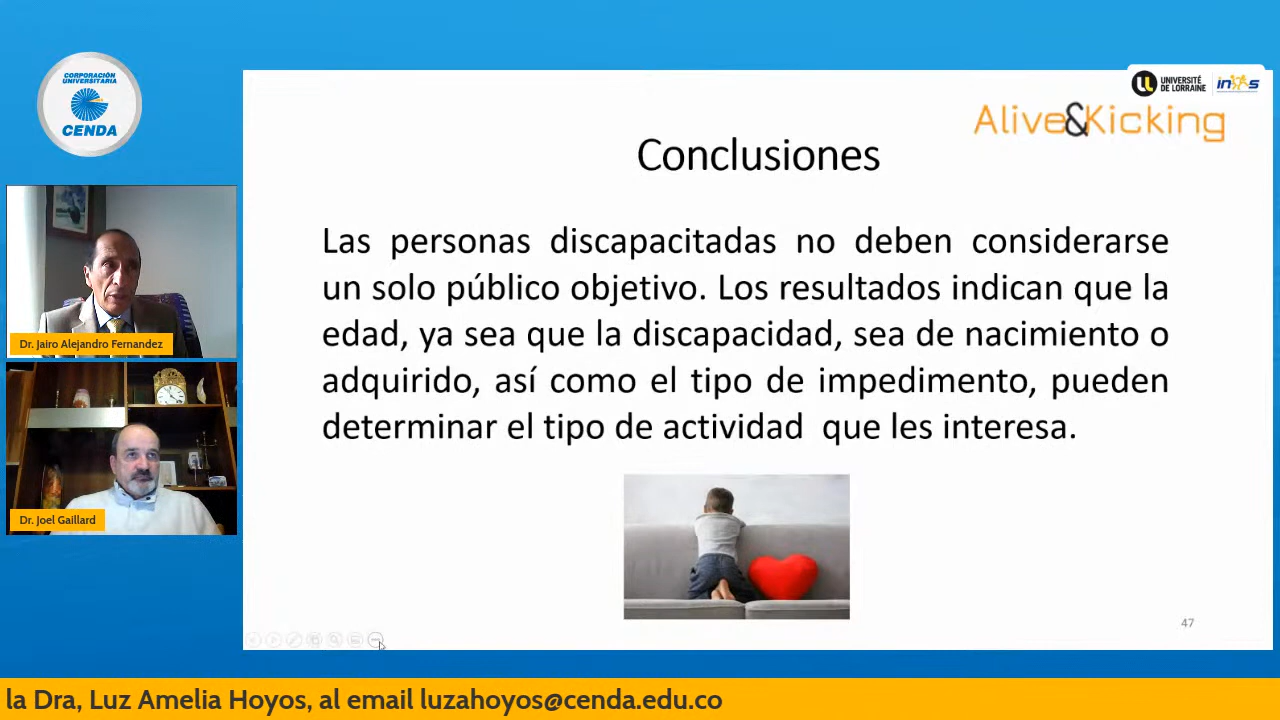 CORPORACIÓN
UNIVERSITARIA
CENDA
UNIVERSITÉ
DE LORRAINE
Alive&Kicking
Conclusiones
Las personas discapacitadas no deben considerarse
un solo público objetivo. Los resultados indican que la
edad, ya sea que la discapacidad, sea de nacimiento o
adquirido, así como el tipo de impedimento, pueden
determinar el tipo de actividad que les interesa.
Dr. Jairo Alejandro Fernandez
Dr. Joel Gaillard
47
la Dra, Luz Amelia Hoyos, al email luzahoyos@cenda.edu.co